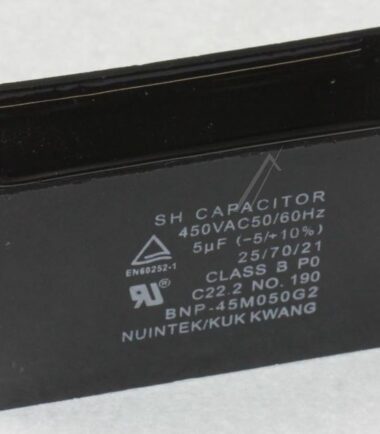 SH CAPACITOR
450VAC50/60Hz
5µF (-5/+10%)
25/70/21
EN60252-1
CLASS B P0
C22.2 NO. 190
BNP-45M050G2
NUINTEK/KUK KWANG